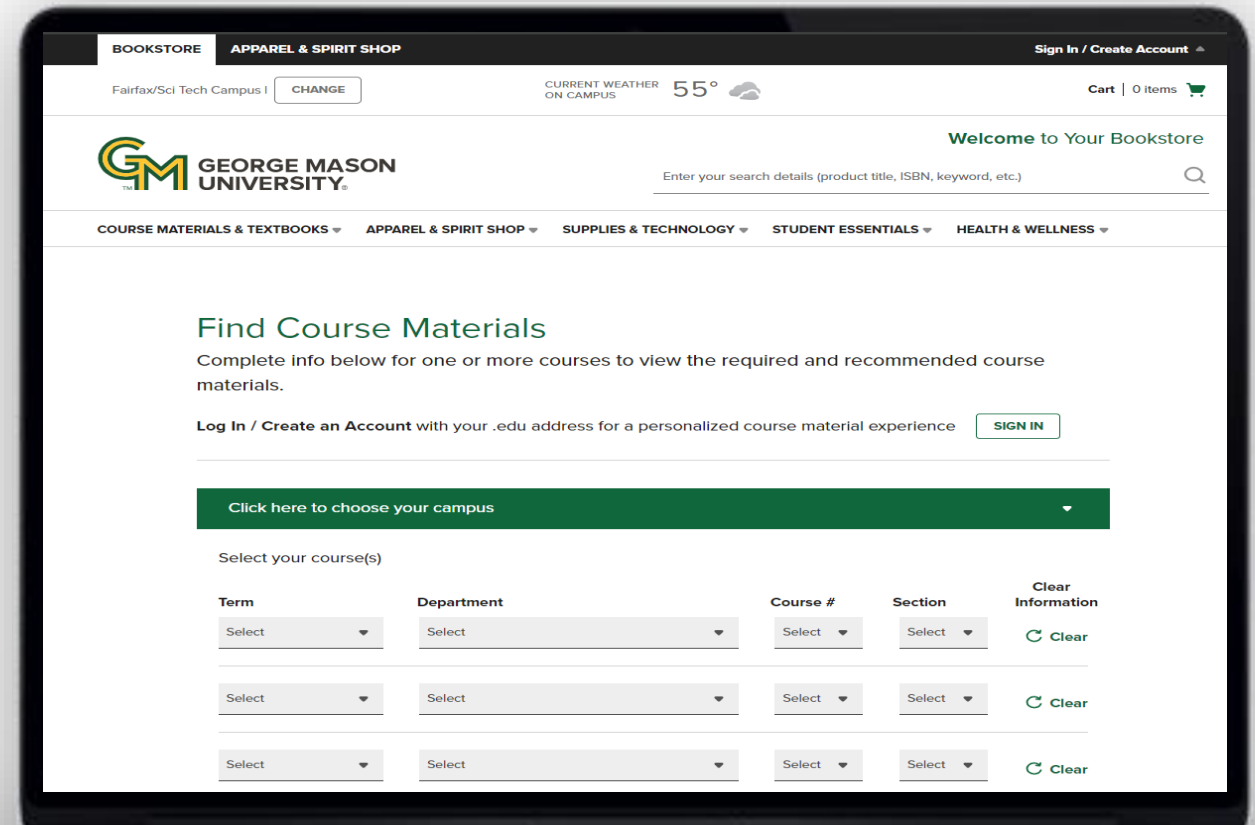 BOOKSTORE APPAREL & SPIRIT SHOP Sign In / Create Account
Fairfax/Sci Tech Campus | CHANGE CURRENT WEATHER ON CAMPUS 55° Cart | 0 items
Welcome to Your Bookstore
GM TM GEORGE MASON
UNIVERSITY®
Enter your search details (product title, ISBN, keyword, etc.)
COURSE MATERIALS & TEXTBOOKS APPAREL & SPIRIT SHOP SUPPLIES & TECHNOLOGY STUDENT ESSENTIALS HEALTH & WELLNESS
Find Course Materials
Complete info below for one or more courses to view the required and recommended course
materials.
Log In / Create an Account with your .edu address for a personalized course material experience SIGN IN
Click here to choose your campus
Select your course(s)
Term Department Course # Section Clear Information
Select Select Select Select Clear
Select Select Select Select Clear
Select Select Select Select Clear